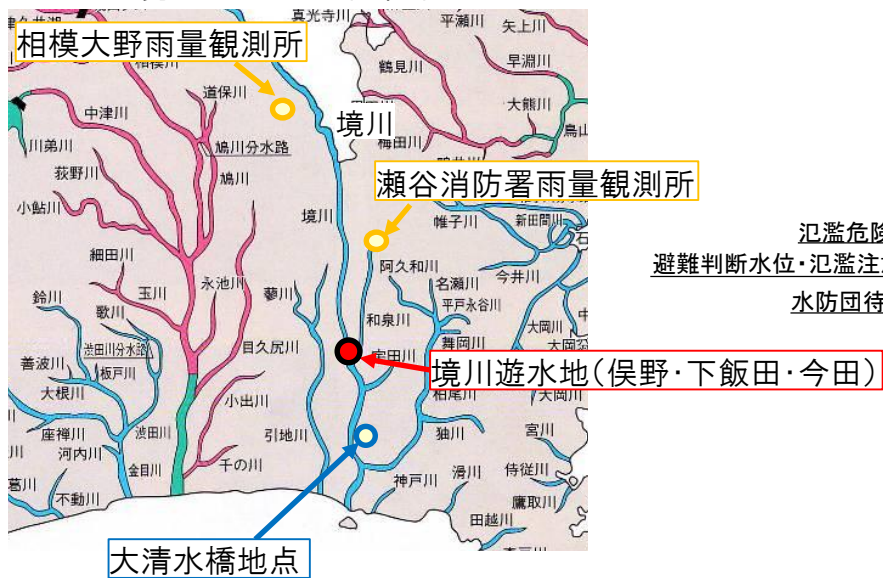 真光寺川
平瀬川
矢上川
相模大野雨量観測所
相模川
早淵川
鶴見川
道保川
大熊川
中津川
鳥山
境川
川弟川
鳩川分水路
梅田川
荻野川
鳩川
瀬谷消防署雨量観測所
小鮎川
境川
帷子川
新田間川
石
氾濫危険
細田川
阿久和川
今井川
避難判断水位・氾濫注
名瀬川
玉川
永池川
蓼川
平戸永谷川
鈴川
歌川
和泉川
大岡川
中
水防団待
舞岡川
渋田川分水路
目久尻川
宇田川
善波川
板戸川
境川遊水地(俣野・下飯田・今田)
大根川
小出川
柏尾川
大岡川
座禅川
渋田川
引地川
㹨川
宮川
河内川
千の川
侍従川
金目川
神戸川
滑川
葛川
不動川
鷹取川
田越川
大清水橋地点